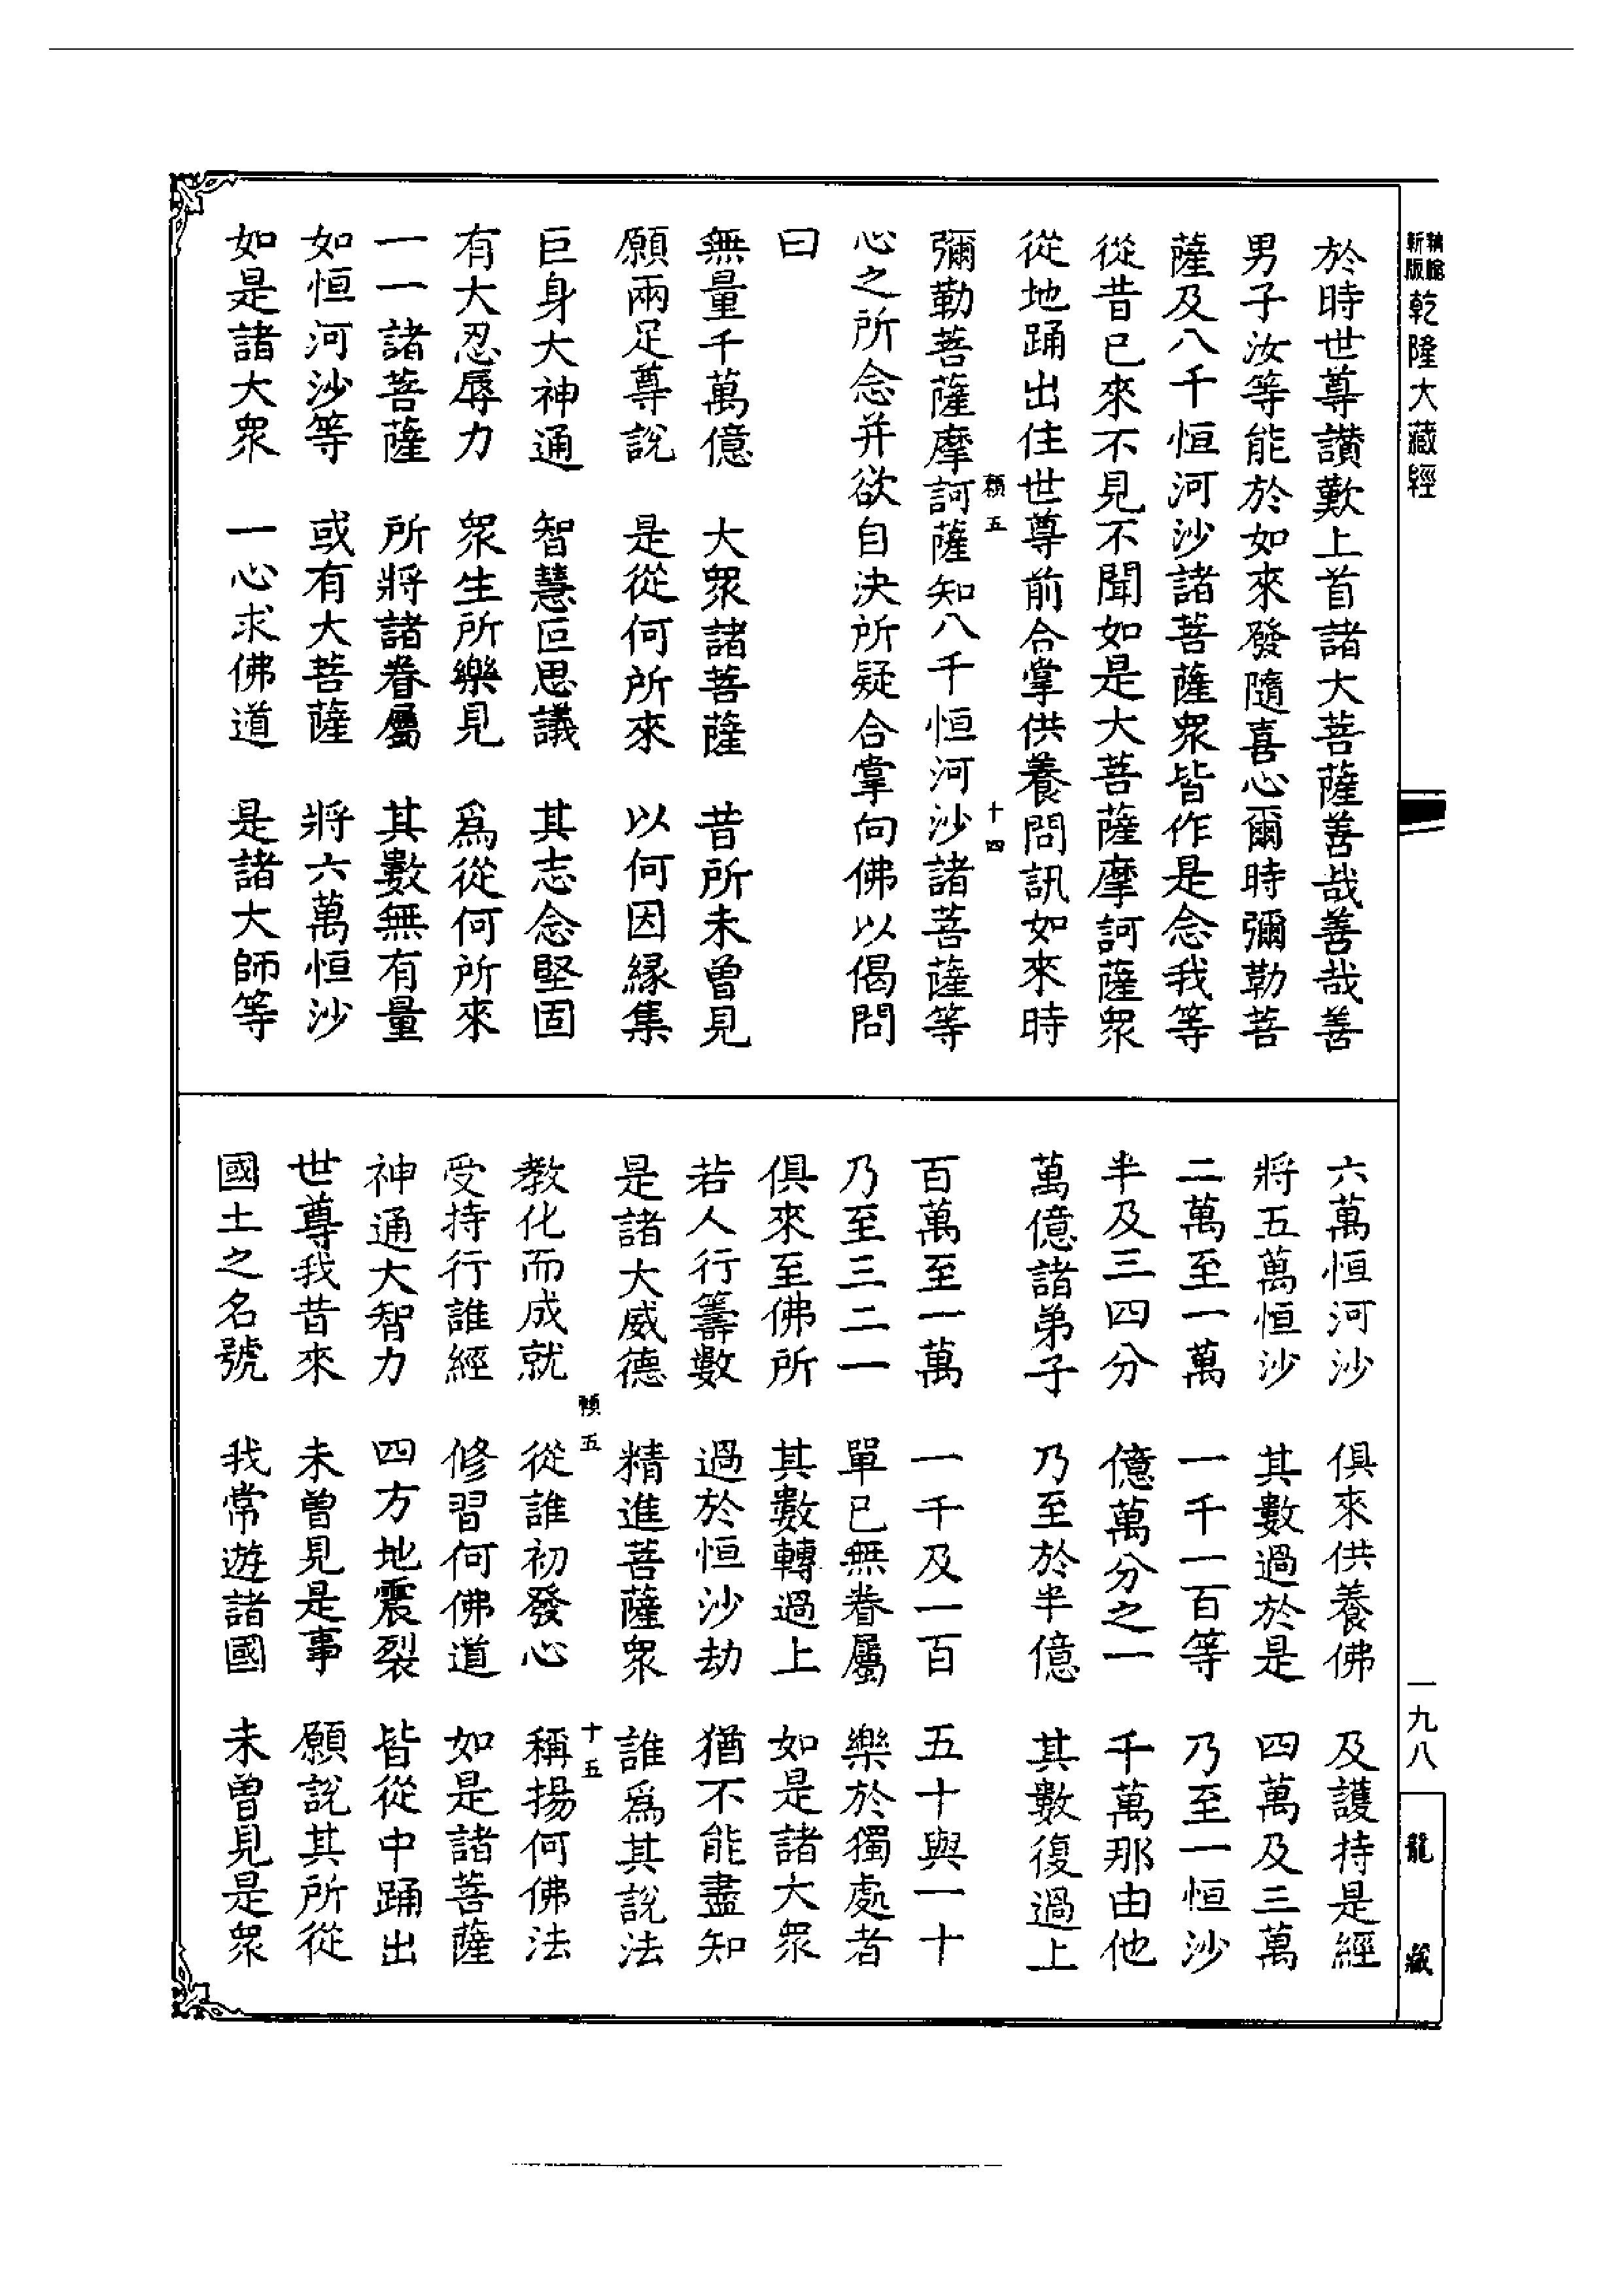 精繪
新版
乾隆大藏經
一九八
龍藏
於時世尊讚歎上首諸大菩薩善哉善哉善
男子汝等能於如來發隨喜心爾時彌勒菩
薩及八千恒河沙諸菩薩衆皆作是念我等
從昔已來不見不聞如是大菩薩摩訶薩衆
從地踊出住世尊前合掌供養問訊如來時
頼五
十四
彌勒菩薩摩訶薩知八千恒河沙諸菩薩等
心之所念并欲自決所疑合掌向佛以偈問
曰
無量千萬億 大衆諸菩薩 昔所未曾見
願兩足尊說 是從何所來 以何因緣集
巨身大神通 智慧叵思議 其志念堅固
有大忍辱力 衆生所樂見 爲從何所來
一一諸菩薩 所將諸眷屬 其數無有量
如恒河沙等 或有大菩薩 將六萬恒沙
如是諸大衆 一心求佛道 是諸大師等
六萬恒河沙 俱來供養佛 及護持是經
將五萬恒沙 其數過於是 四萬及三萬
二萬至一萬 一千一百等 乃至一恒沙
半及三四分 億萬分之一 千萬那由他
萬億諸弟子 乃至於半億 其數復過上
百萬至一萬 一千及一百 五十與一十
乃至三二一 單已無眷屬 樂於獨處者
俱來至佛所 其數轉過上 如是諸大衆
若人行籌數 過於恒沙劫 猶不能盡知
是諸大威德 精進菩薩衆 誰爲其說法
頼五
十五
教化而成就 從誰初發心 稱揚何佛法
受持行誰經 修習何佛道 如是諸菩薩
神通大智力 四方地震裂 皆從中踊出
世尊我昔來 未曾見是事 願說其所從
國土之名號 我常遊諸國 未曾見是衆